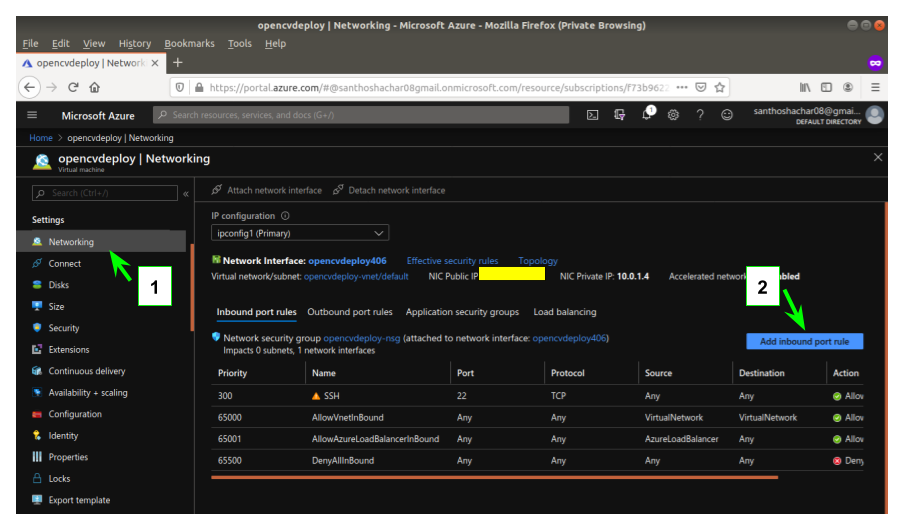 opencvdeploy | Networking - Microsoft Azure - Mozilla Firefox (Private Browsing)
File Edit View History Bookmarks Tools Help
opencvdeploy | Network
https://portal.azure.com/#@santhoshachar08gmail.onmicrosoft.com/resource/subscriptions/f73b962
Microsoft Azure
Search resources, services, and docs (G+/)
1
santhoshachar08@gmai...
DEFAULT DIRECTORY
Home > opencvdeploy | Networking
opencvdeploy | Networking
Virtual machine
Search (Ctrl+/)
Settings
Networking
Connect
Disks
Size
Security
Extensions
Continuous delivery
Availability + scaling
Configuration
Identity
Properties
Locks
Export template
1
Attach network interface Detach network interface
IP configuration
ipconfig1 (Primary)
Network Interface: opencvdeploy406 Effective security rules Topology
Virtual network/subnet: opencvdeploy-vnet/default NIC Public IP NIC Private IP: 10.0.1.4 Accelerated netwo abled
2
Inbound port rules Outbound port rules Application security groups Load balancing
Network security group opencvdeploy-nsg (attached to network interface: opencvdeploy406)
Impacts 0 subnets, 1 network interfaces
Add inbound port rule
Priority Name Port Protocol Source Destination Action
300 SSH 22 TCP Any Any Allow
65000 AllowVnetInBound Any Any VirtualNetwork VirtualNetwork Allow
65001 AllowAzureLoadBalancerInBound Any Any AzureLoadBalancer Any Allow
65500 DenyAllInBound Any Any Any Any Deny